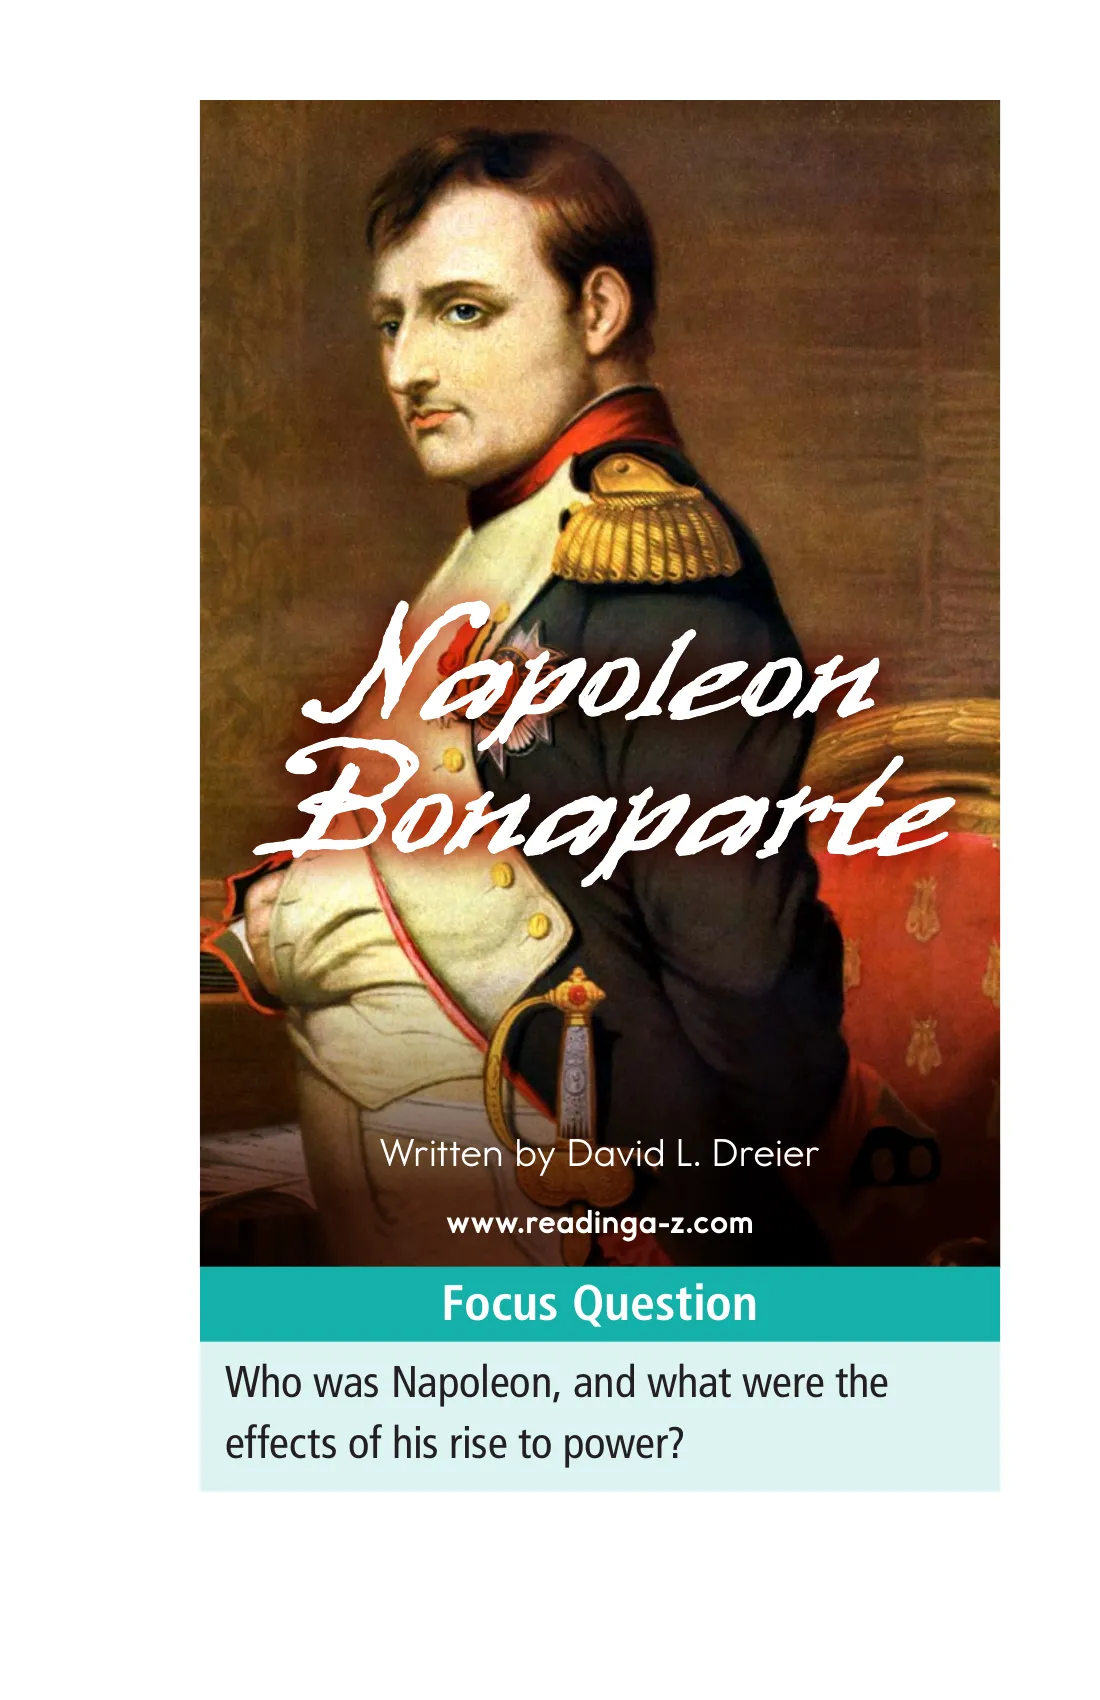 Napoleon
Bonaparte
Written by David L. Dreier
www.readinga-z.com
Focus Question
Who was Napoleon, and what were the
effects of his rise to power?